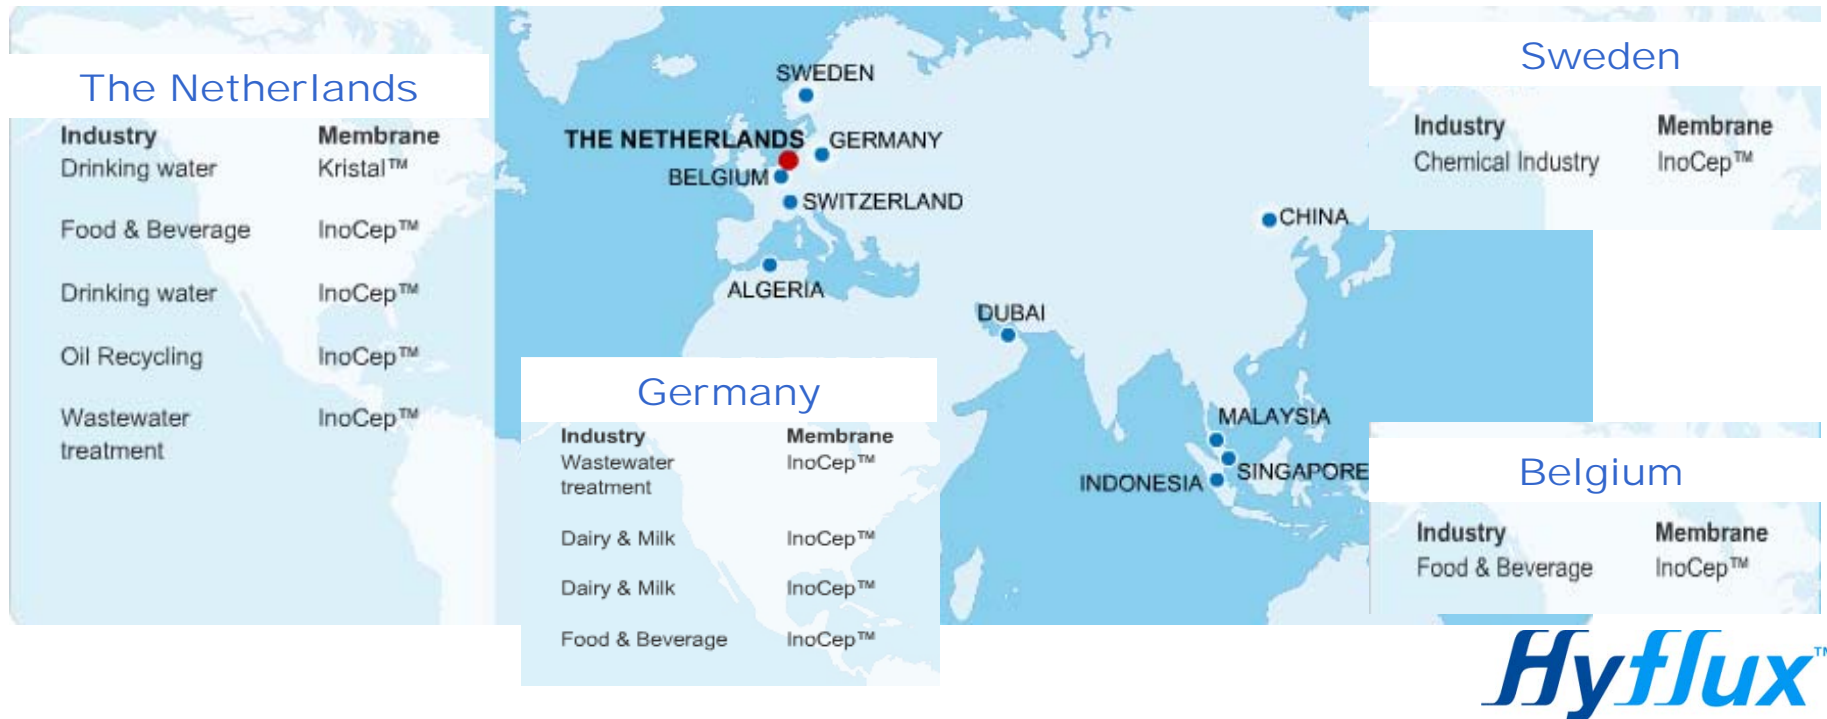 The Netherlands
Industry Membrane
Drinking water Kristal™
Food & Beverage InoCep™
Drinking water InoCep™
Oil Recycling InoCep™
Wastewater InoCep™
treatment
SWEDEN
THE NETHERLANDS
GERMANY
BELGIUM
SWITZERLAND
ALGERIA
DUBAI
CHINA
MALAYSIA
SINGAPORE
INDONESIA
Germany
Industry Membrane
Wastewater InoCep™
treatment
Dairy & Milk InoCep™
Dairy & Milk InoCep™
Food & Beverage InoCep™
Sweden
Industry Membrane
Chemical Industry InoCep™
Belgium
Industry Membrane
Food & Beverage InoCep™
Hyflux™